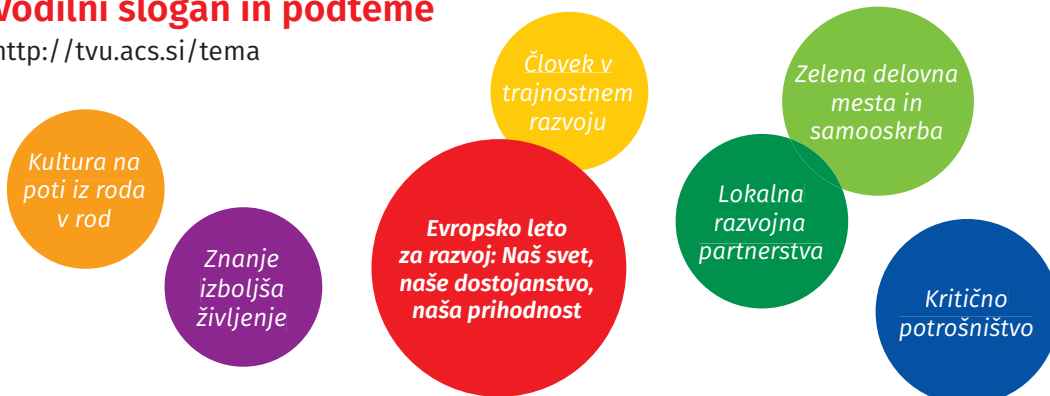 Vodilni slogan in podteme
http://tvu.acs.si/tema
Človek v
trajnostnem
razvoju
Zelena delovna
mesta in
samooskrba
Kultura na
poti iz roda
v rod
Lokalna
razvojna
partnerstva
Evropsko leto
za razvoj: Naš svet,
naše dostojanstvo,
naša prihodnost
Znanje
izboljša
življenje
Kritično
potrošništvo